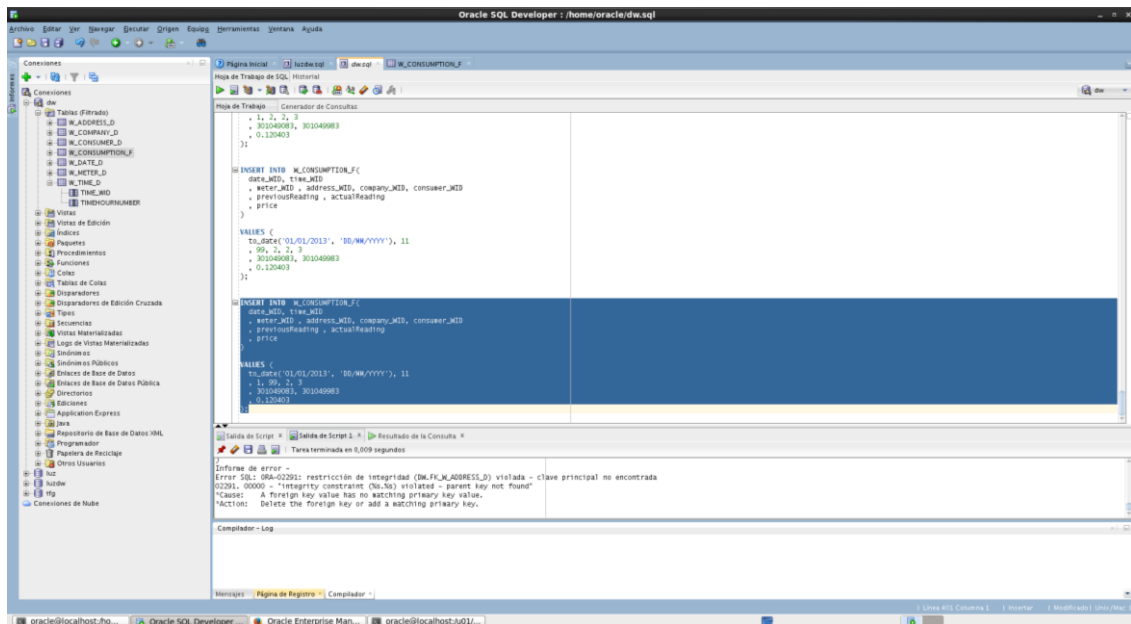 Oracle SQL Developer : /home/oracle/dw.sql
Archivo Editar Ver Navegar Ejecutar Origen Equipo Herramientas Ventana Ayuda
Conexiones
Página Inicial luzdw.sql dw.sql W_CONSUMPTION_F
Hoja de Trabajo de SQL Historial
Informes
dw
Hoja de Trabajo Generador de Consultas
Conexiones
dw
Tablas (Filtrado)
W_ADDRESS_D
W_COMPANY_D
W_CONSUMER_D
W_CONSUMPTION_F
W_DATE_D
W_METER_D
W_TIME_D
TIME_WID
TIMEHOURNUMBER
Vistas
Vistas de Edición
Índices
Paquetes
Procedimientos
Funciones
Colas
Tablas de Colas
Disparadores
Disparadores de Edición Cruzada
Tipos
Secuencias
Vistas Materializadas
Logs de Vistas Materializadas
Sinónimos
Sinónimos Públicos
Enlaces de Base de Datos
Enlaces de Base de Datos Pública
Directorios
Ediciones
Application Express
Java
Repositorio de Base de Datos XML
Programador
Papelera de Reciclaje
Otros Usuarios
luz
luzdw
tfg
Conexiones de Nube
, 1, 2, 2, 3
, 301049083, 301049983
, 0.120403
);
INSERT INTO W_CONSUMPTION_F(
date_WID, time_WID
, meter_WID , address_WID, company_WID, consumer_WID
, previousReading , actualReading
, price
)
VALUES (
to_date('01/01/2013', 'DD/MM/YYYY'), 11
, 99, 2, 2, 3
, 301049083, 301049983
, 0.120403
);
INSERT INTO W_CONSUMPTION_F(
date_WID, time_WID
, meter_WID , address_WID, company_WID, consumer_WID
, previousReading , actualReading
, price
)
VALUES (
to_date('01/01/2013', 'DD/MM/YYYY'), 11
, 1, 99, 2, 3
, 301049083, 301049983
, 0.120403
);
Salida de Script Salida de Script 1 Resultado de la Consulta
Tarea terminada en 0,009 segundos
)
Informe de error -
Error SQL: ORA-02291: restricción de integridad (DW.FK_W_ADDRESS_D) violada - clave principal no encontrada
02291. 00000 - "integrity constraint (%s.%s) violated - parent key not found"
*Cause: A foreign key value has no matching primary key value.
*Action: Delete the foreign key or add a matching primary key.
Compilador - Log
Mensajes Página de Registro Compilador
Línea 401 Columna 1 Insertar Modificado Unix/Mac:
oracle@localhost:/ho... Oracle SQL Developer ... Oracle Enterprise Man... oracle@localhost:/u01/...